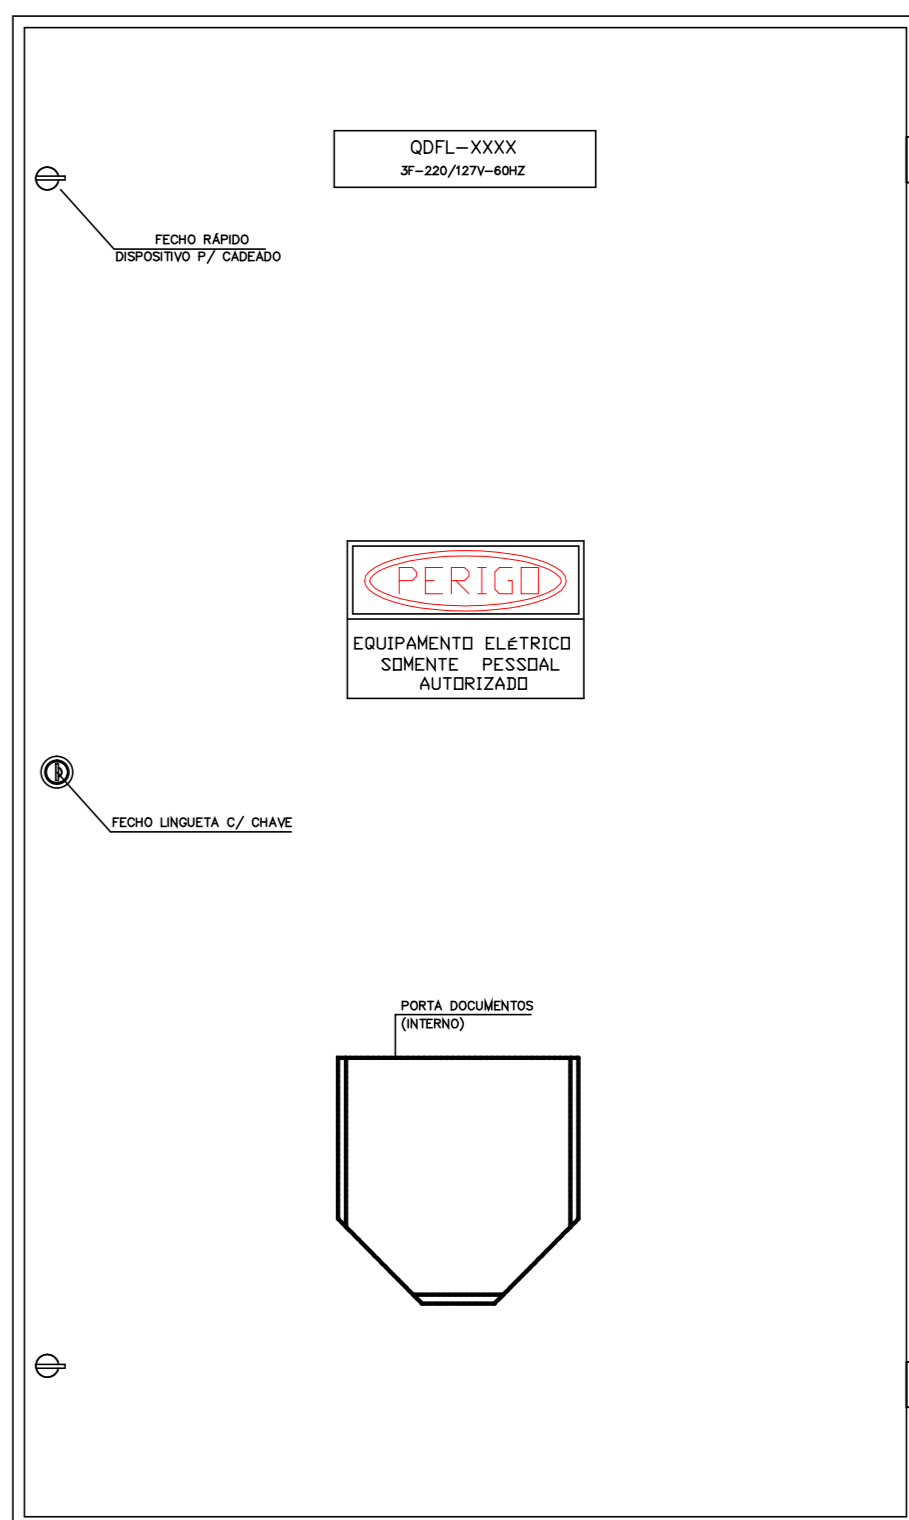 QDFL-XXXX
3F-220/127V-60HZ
FECHO RÁPIDO
DISPOSITIVO P/ CADEADO
PERIGO
EQUIPAMENTO ELéTRICO
SOMENTE PESSOAL
AUTORIZADO
FECHO LINGUETA C/ CHAVE
PORTA DOCUMENTOS
(INTERNO)